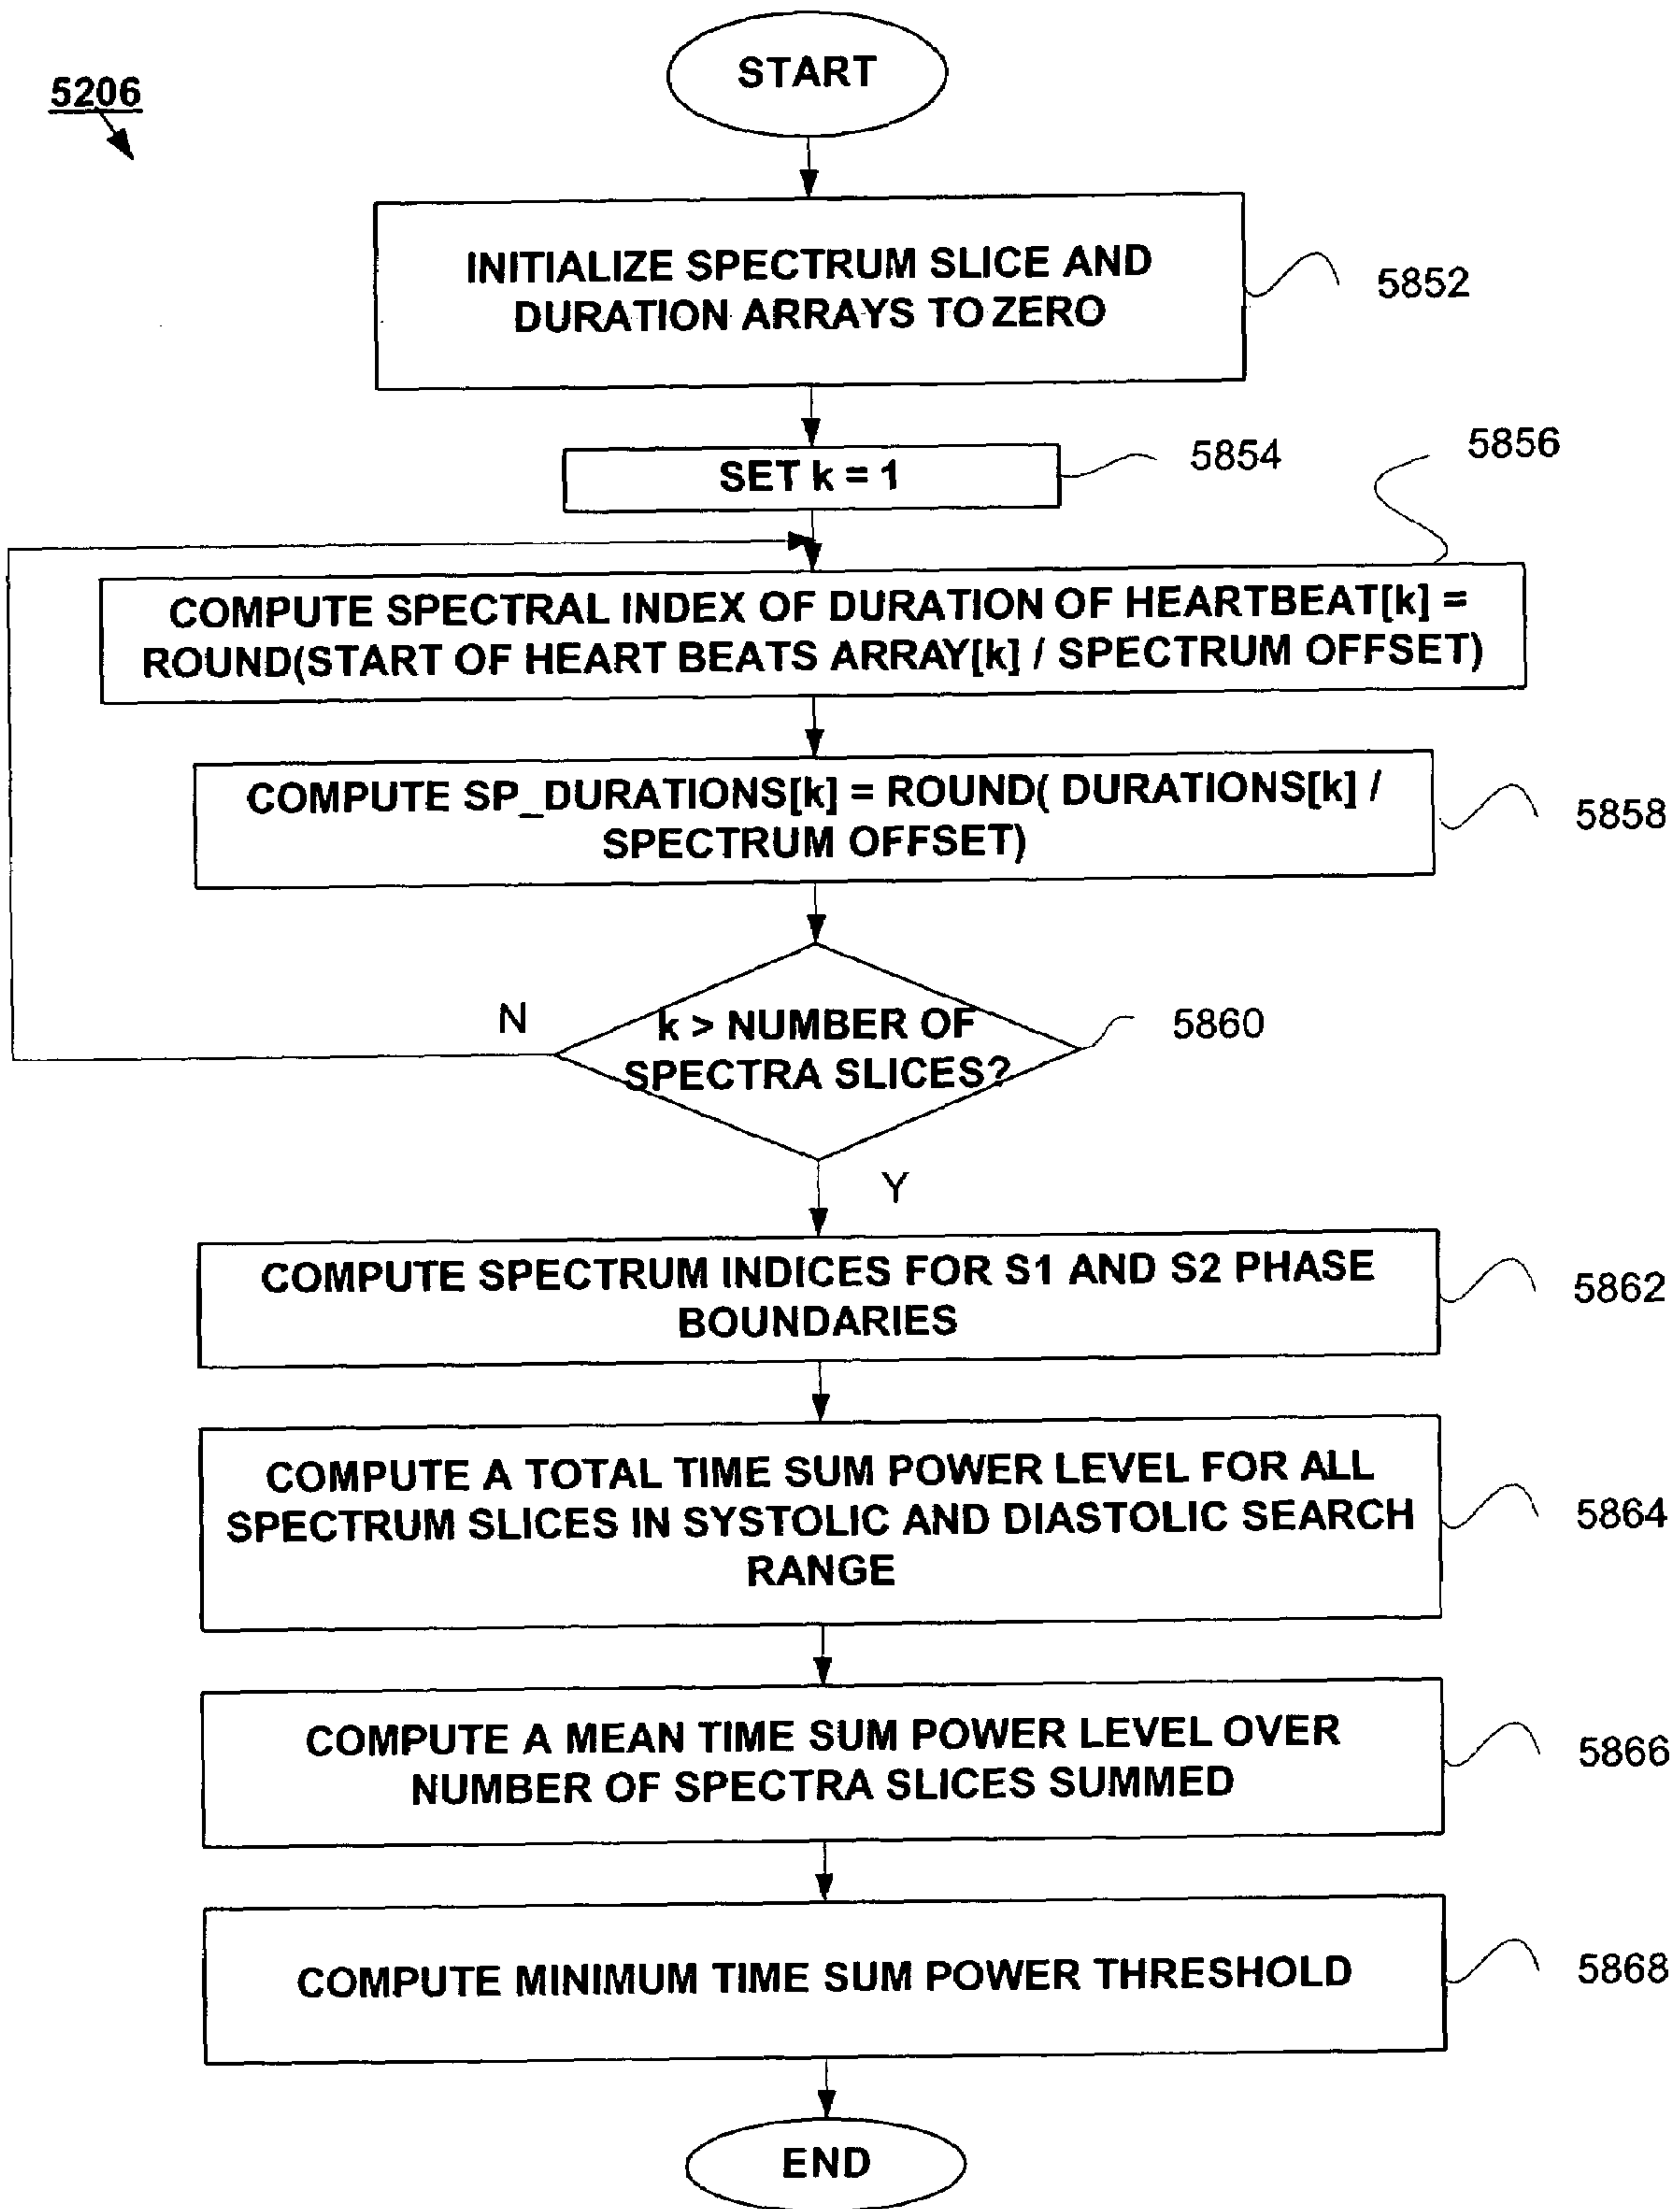 5206
START
INITIALIZE SPECTRUM SLICE AND
DURATION ARRAYS TO ZERO
5852
SET k = 1
5854
5856
COMPUTE SPECTRAL INDEX OF DURATION OF HEARTBEAT[k] =
ROUND(START OF HEART BEATS ARRAY[k] / SPECTRUM OFFSET)
COMPUTE SP_DURATIONS[k] = ROUND( DURATIONS[k] /
SPECTRUM OFFSET)
5858
N
k > NUMBER OF
SPECTRA SLICES?
5860
Y
COMPUTE SPECTRUM INDICES FOR S1 AND S2 PHASE
BOUNDARIES
5862
COMPUTE A TOTAL TIME SUM POWER LEVEL FOR ALL
SPECTRUM SLICES IN SYSTOLIC AND DIASTOLIC SEARCH
RANGE
5864
COMPUTE A MEAN TIME SUM POWER LEVEL OVER
NUMBER OF SPECTRA SLICES SUMMED
5866
COMPUTE MINIMUM TIME SUM POWER THRESHOLD
5868
END